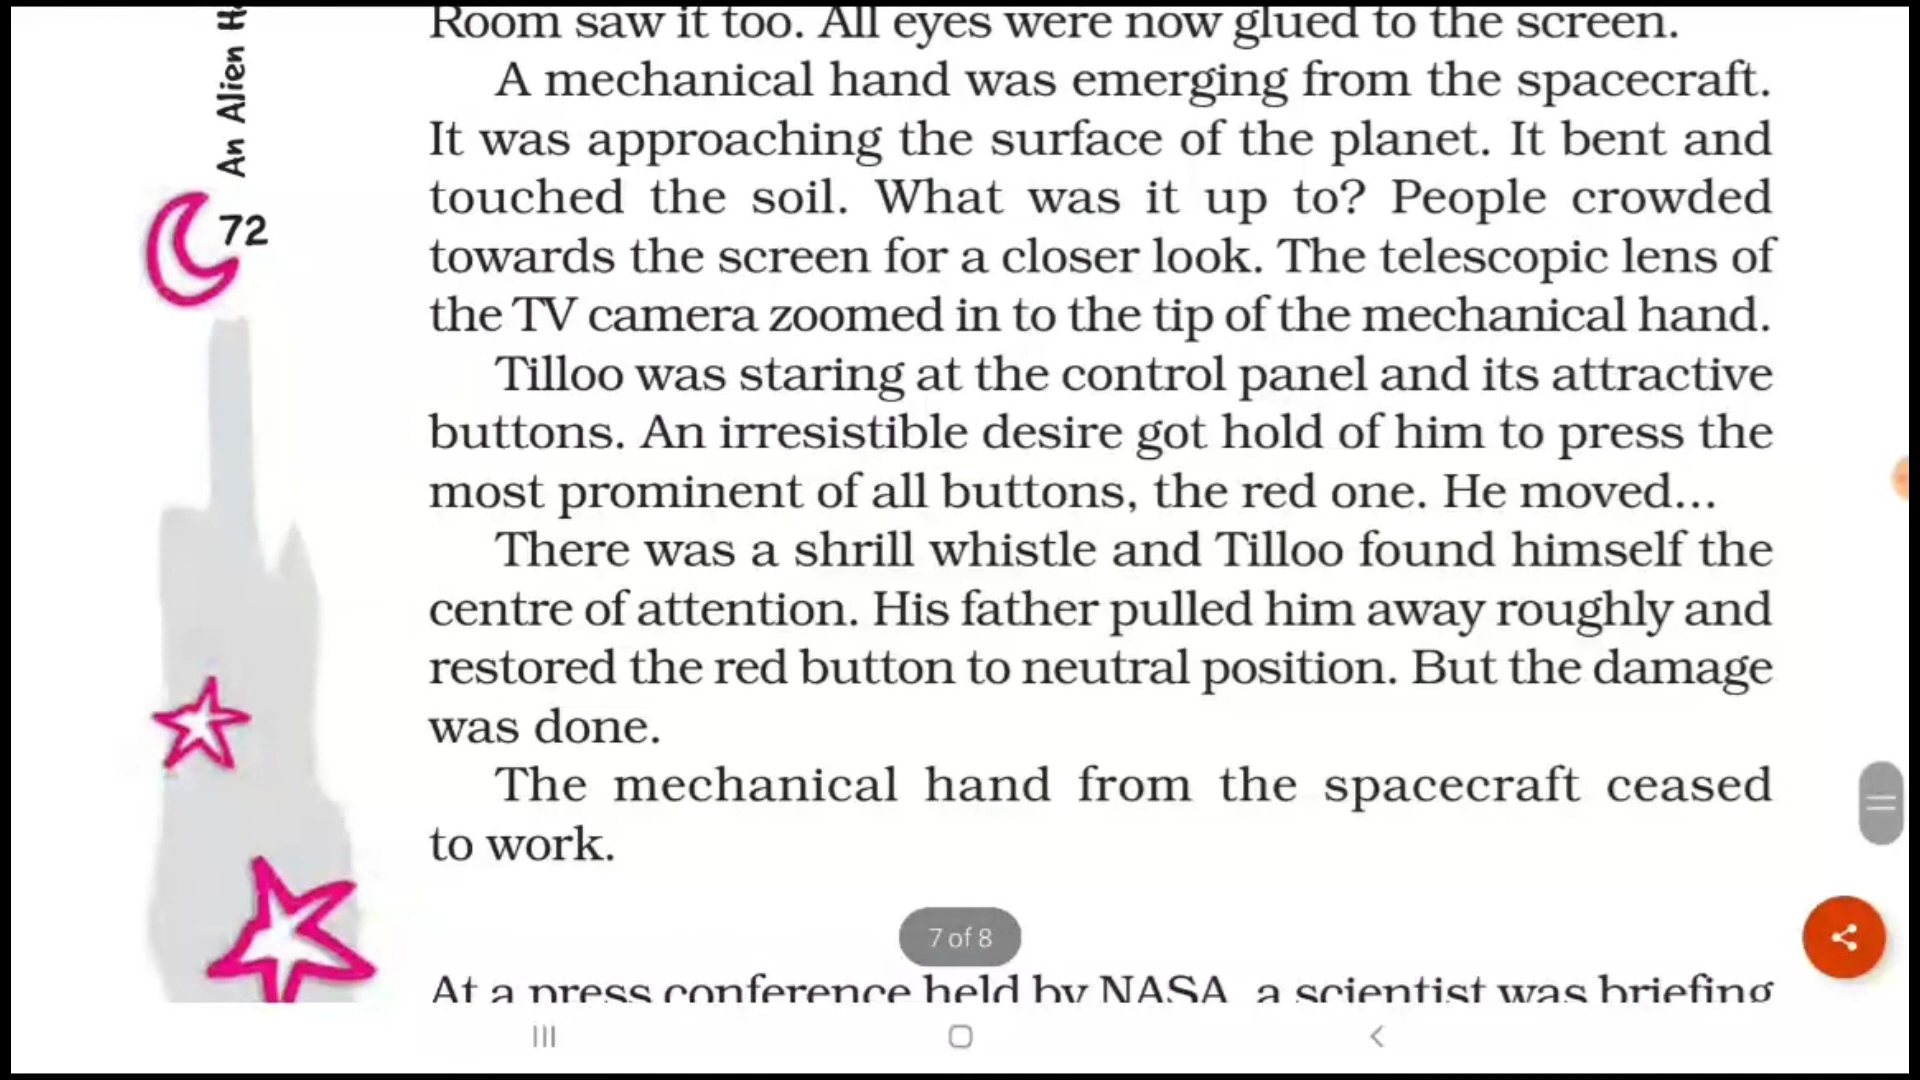 An Alien H
72
Room saw it too. All eyes were now glued to the screen.
A mechanical hand was emerging from the spacecraft.
It was approaching the surface of the planet. It bent and
touched the soil. What was it up to? People crowded
towards the screen for a closer look. The telescopic lens of
the TV camera zoomed in to the tip of the mechanical hand.
Tilloo was staring at the control panel and its attractive
buttons. An irresistible desire got hold of him to press the
most prominent of all buttons, the red one. He moved...
There was a shrill whistle and Tilloo found himself the
centre of attention. His father pulled him away roughly and
restored the red button to neutral position. But the damage
was done.
The mechanical hand from the spacecraft ceased
to work.
7 of 8
At a press conference held by NASA a scientist was briefing